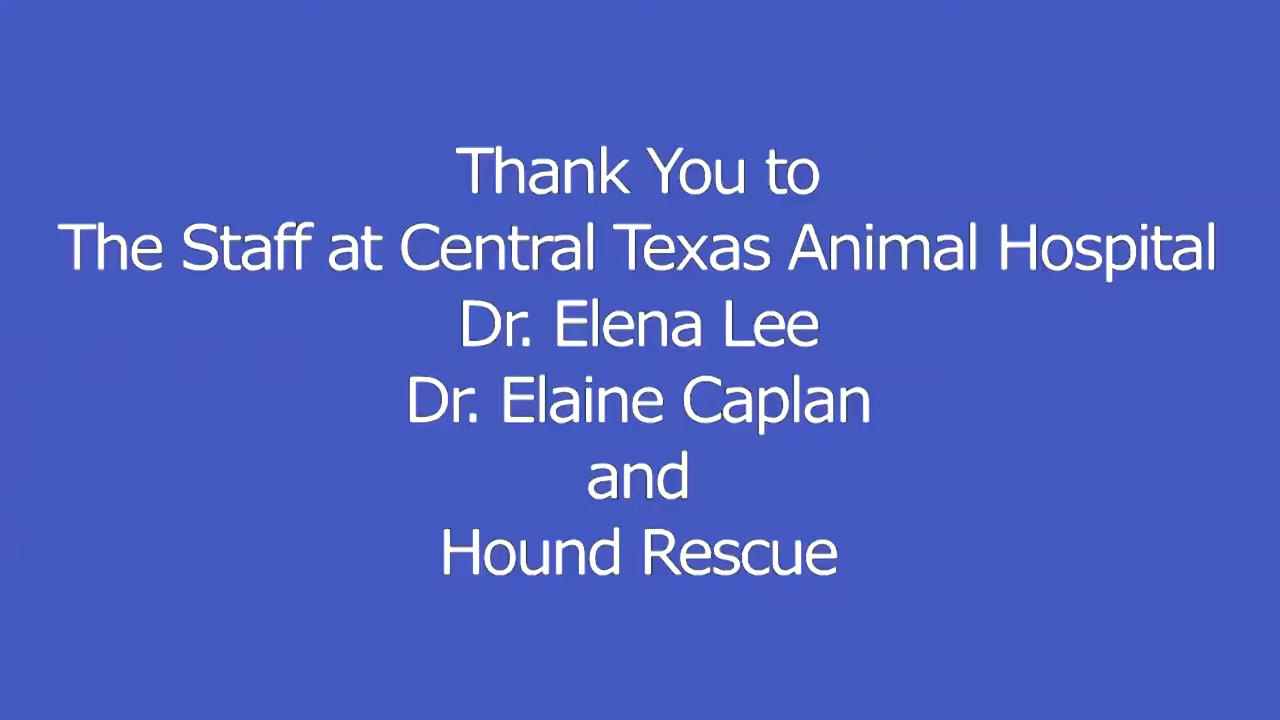 Thank You to
The Staff at Central Texas Animal Hospital
Dr. Elena Lee
Dr. Elaine Caplan
and
Hound Rescue